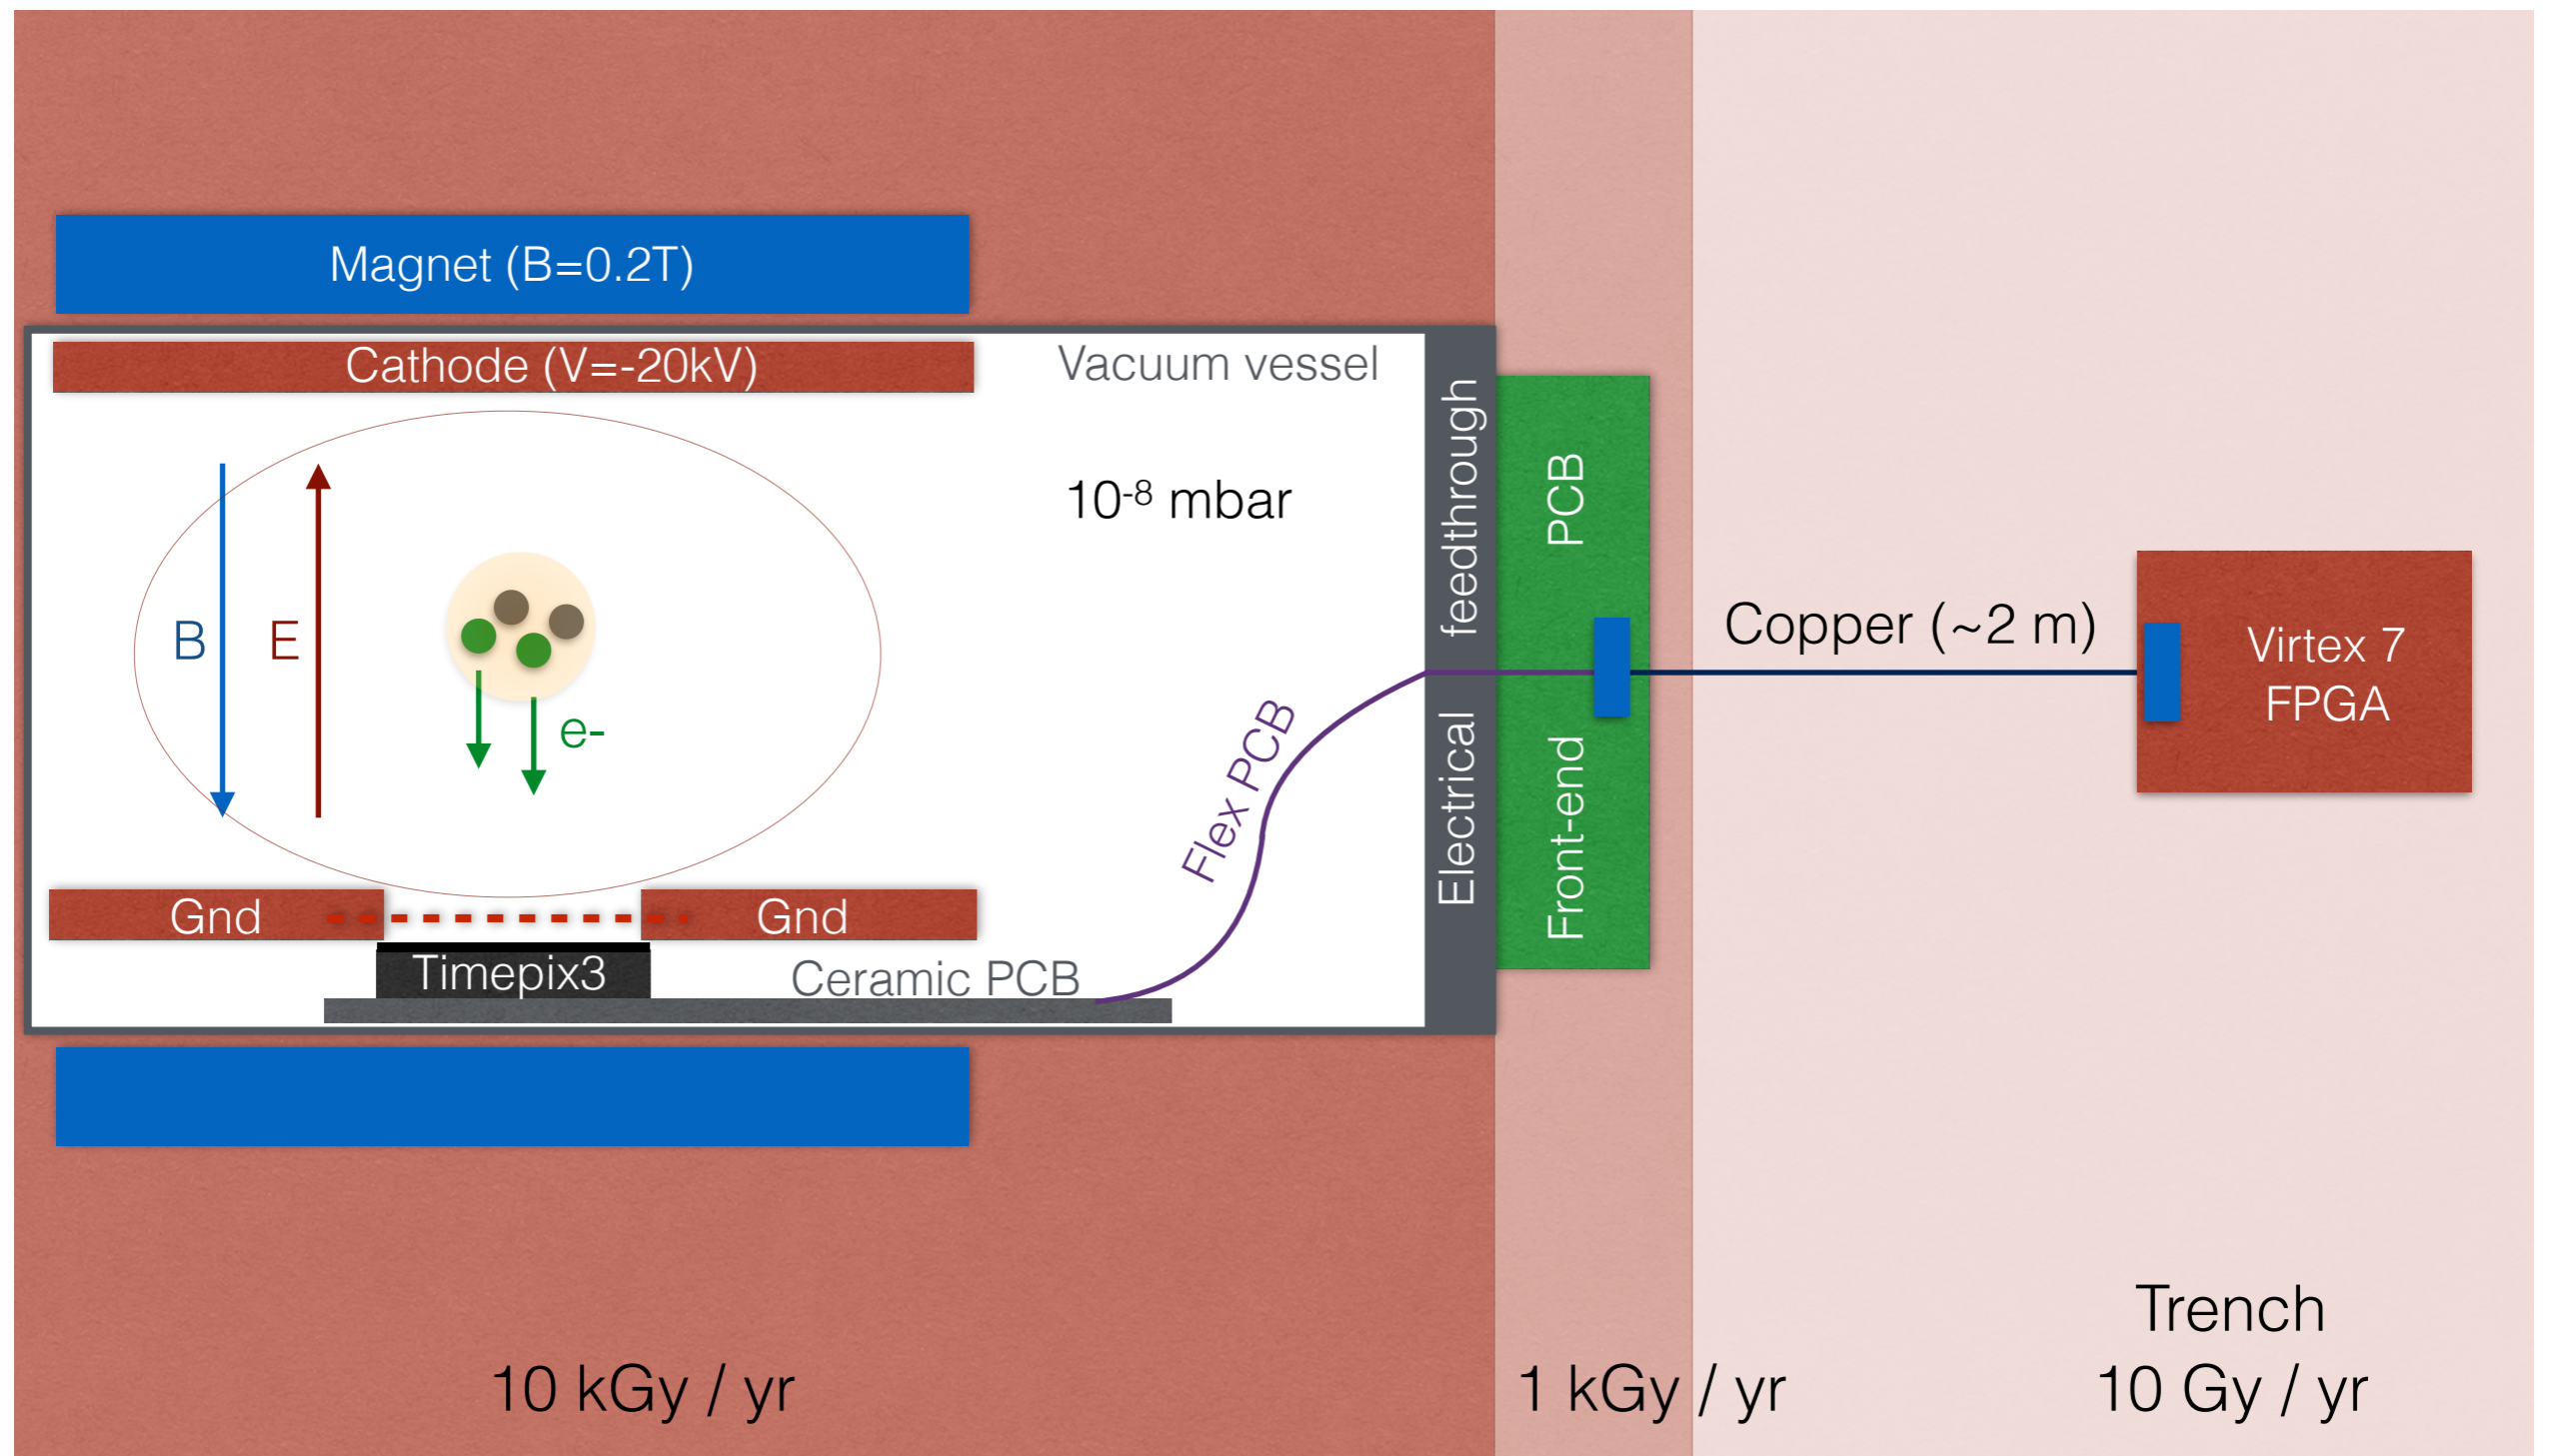 Magnet (B=0.2T)
Cathode (V=-20kV)
Vacuum vessel
10-8 mbar
Electrical feedthrough
Front-end PCB
B
E
e-
Copper (~2 m)
Virtex 7
FPGA
Flex PCB
Gnd
Gnd
Timepix3
Ceramic PCB
Trench
10 kGy / yr
1 kGy / yr
10 Gy / yr